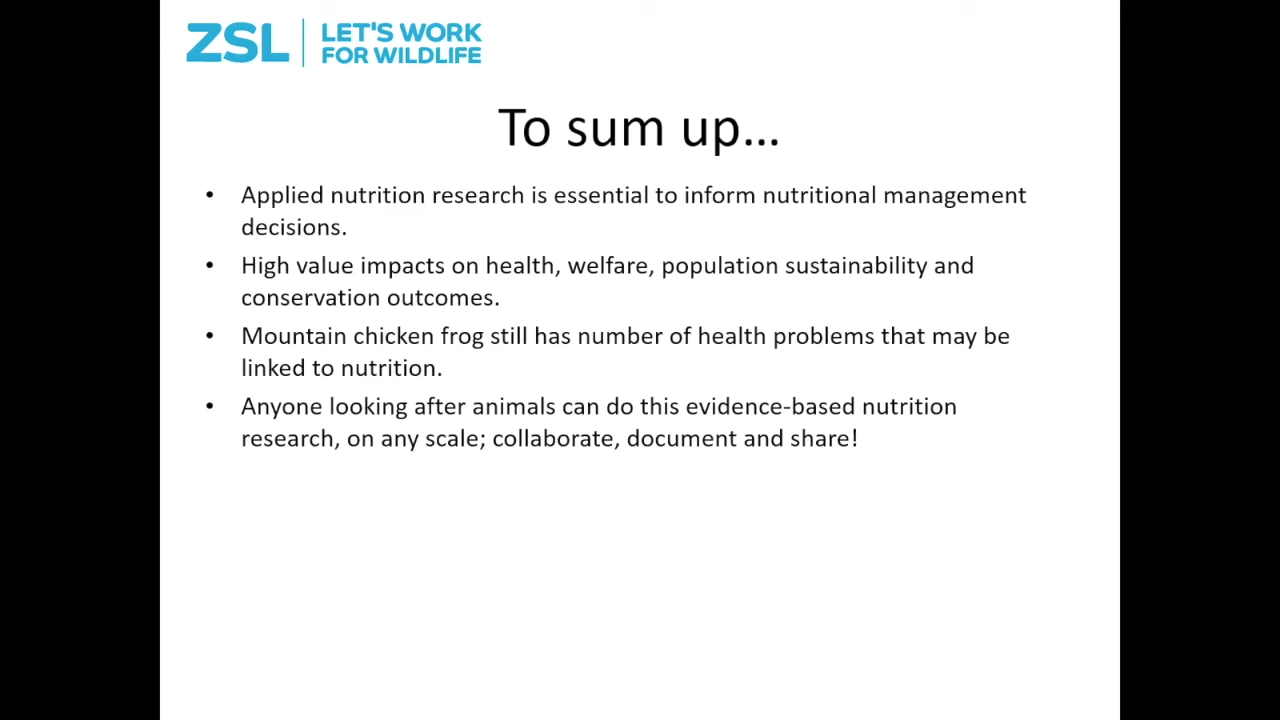 ZSL
LET'S WORK
FOR WILDLIFE
To sum up...
• Applied nutrition research is essential to inform nutritional management
decisions.
• High value impacts on health, welfare, population sustainability and
conservation outcomes.
• Mountain chicken frog still has number of health problems that may be
linked to nutrition.
• Anyone looking after animals can do this evidence-based nutrition
research, on any scale; collaborate, document and share!